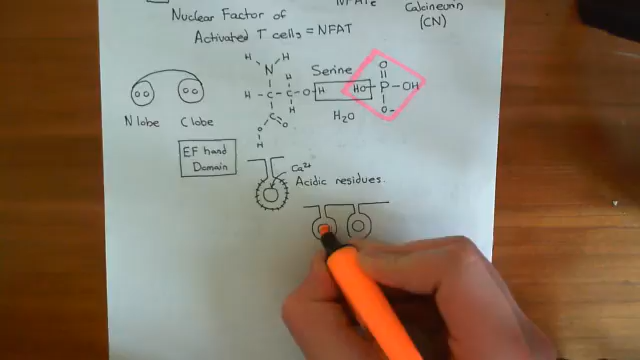 NFATc
Calcineurin
(CN)
Nuclear Factor of
Activated T cells = NFAT
H H
N
H
Serine
O
H - C - C - O - H HO - P - OH
H
C
O
O-
H2O
O
H
N lobe C lobe
EF hand
Domain
Ca2+
Acidic residues.